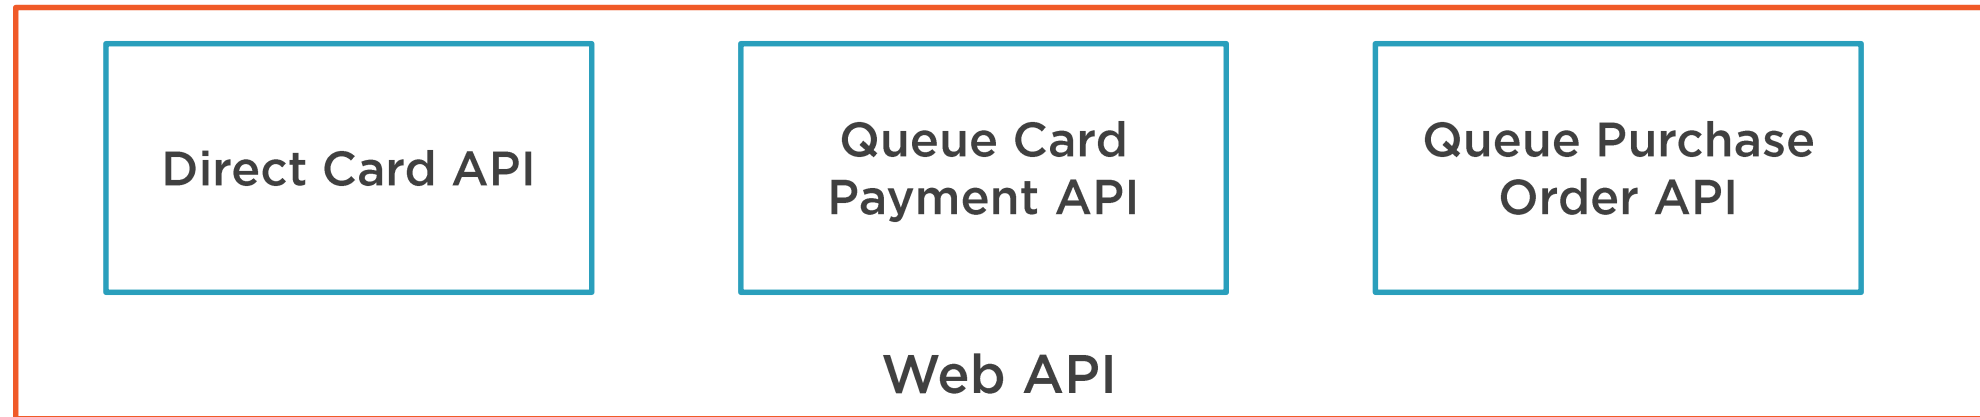 Direct Card API
Queue Card
Payment API
Queue Purchase
Order API
Web API